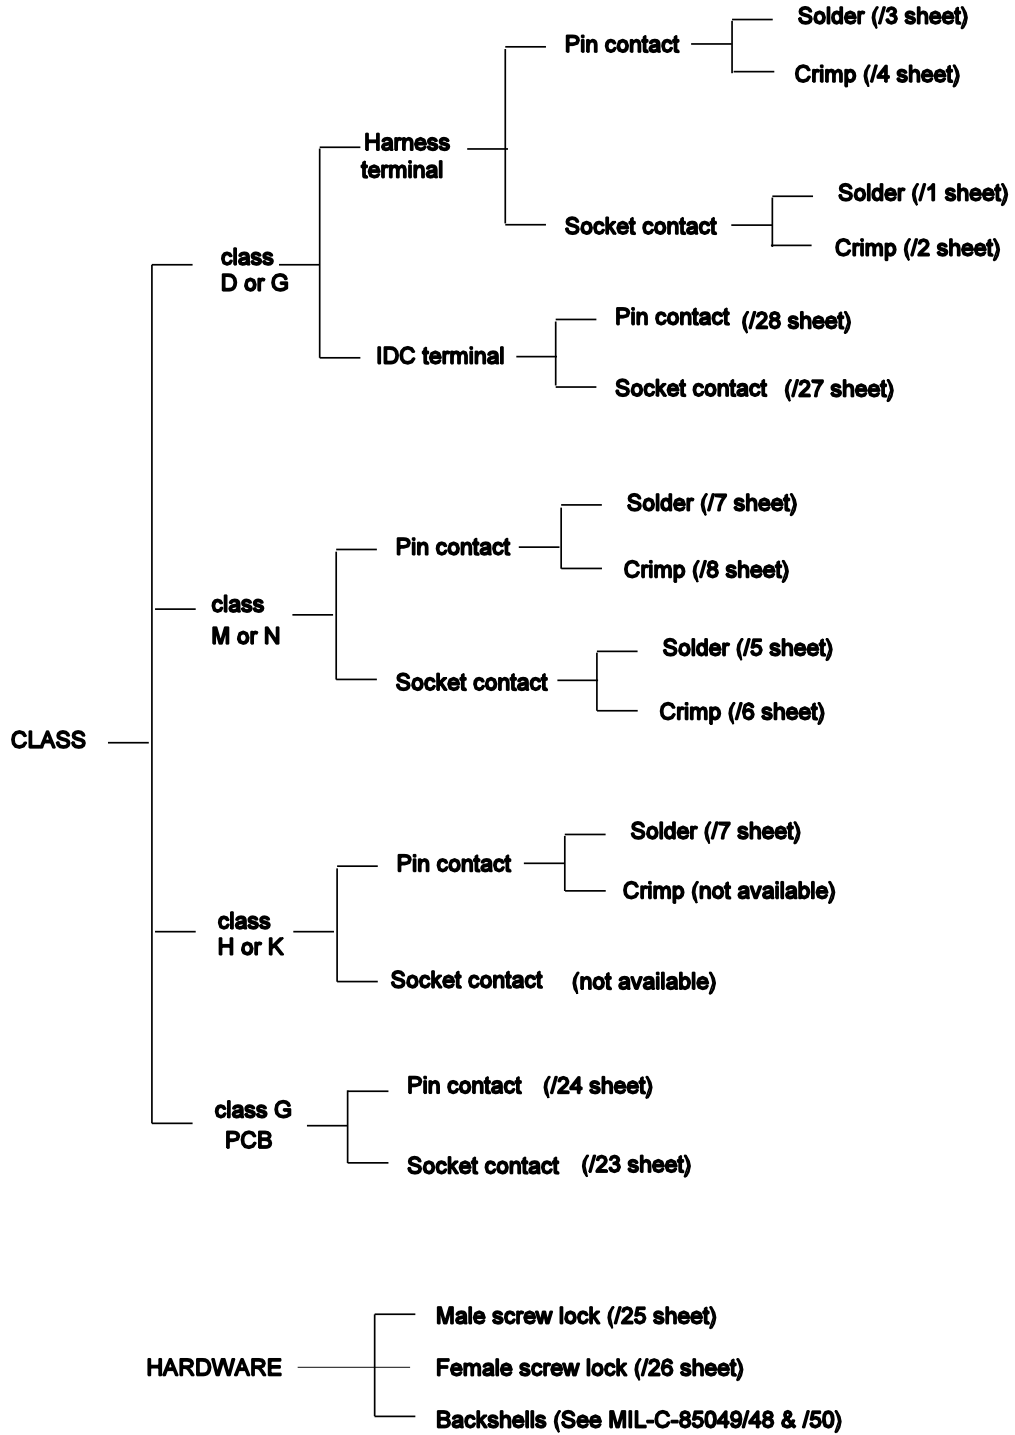 Solder (/3 sheet)
Pin contact
Crimp (/4 sheet)
Harness
terminal
Solder (/1 sheet)
Socket contact
Crimp (/2 sheet)
class
D or G
Pin contact (/28 sheet)
IDC terminal
Socket contact (/27 sheet)
Solder (/7 sheet)
Pin contact
Crimp (/8 sheet)
class
M or N
Solder (/5 sheet)
Socket contact
Crimp (/6 sheet)
CLASS
Solder (/7 sheet)
Pin contact
Crimp (not available)
class
H or K
Socket contact (not available)
Pin contact (/24 sheet)
class G
PCB
Socket contact (/23 sheet)
Male screw lock (/25 sheet)
HARDWARE
Female screw lock (/26 sheet)
Backshells (See MIL-C-85049/48 & /50)